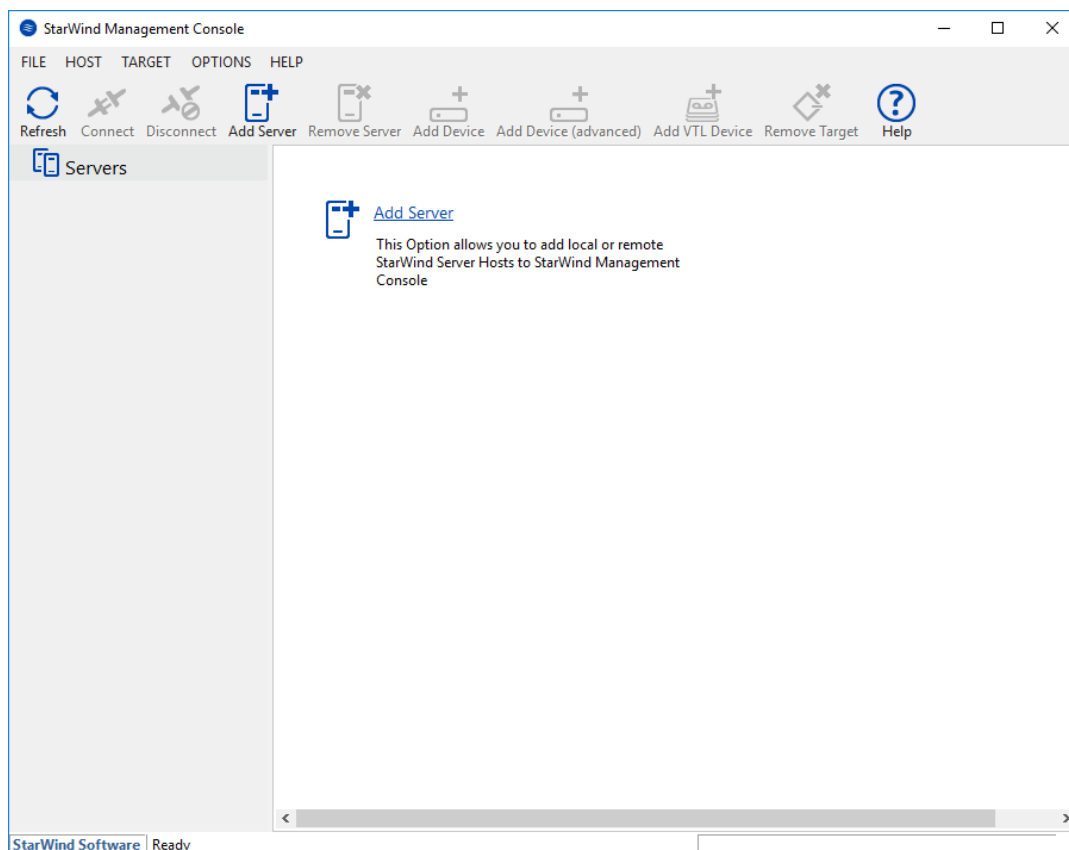 StarWind Management Console
FILE HOST TARGET OPTIONS HELP
Refresh Connect Disconnect Add Server Remove Server Add Device Add Device (advanced) Add VTL Device Remove Target Help
Servers
Add Server
This Option allows you to add local or remote
StarWind Server Hosts to StarWind Management
Console
StarWind Software Ready